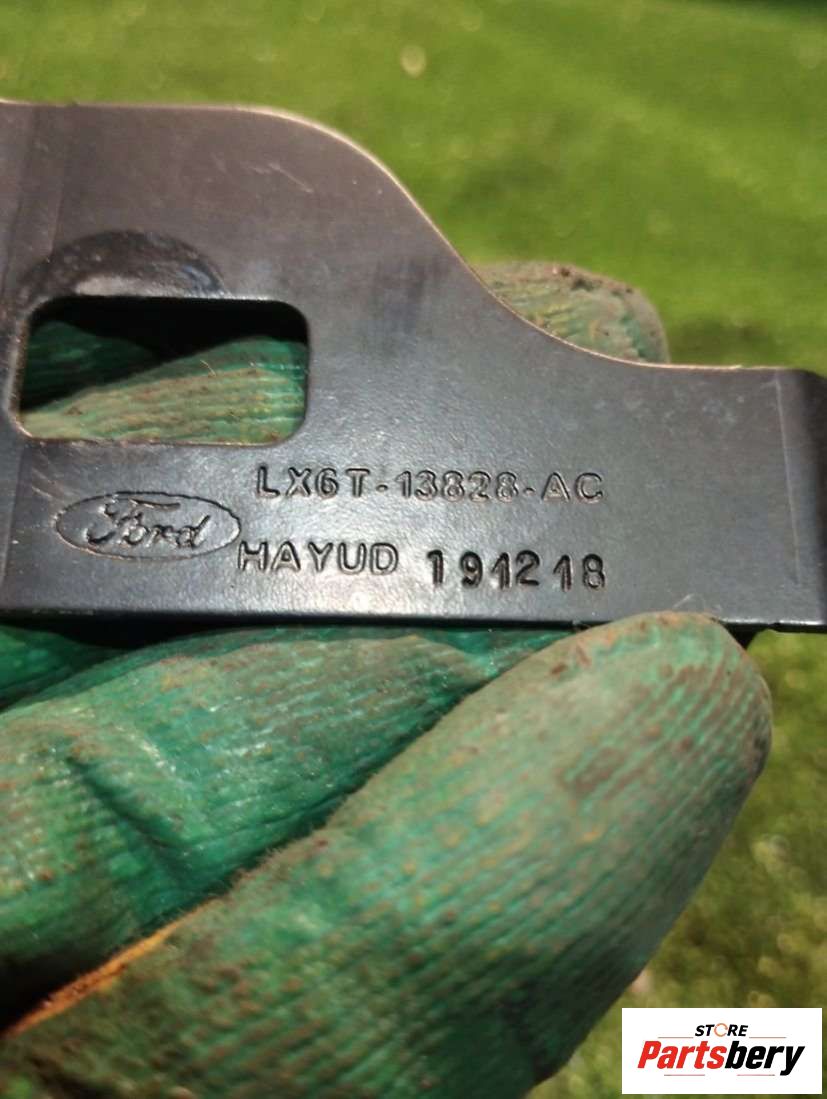 LX6T-13828-AC
Ford
HAYUD 191218
STORE
Partsbery